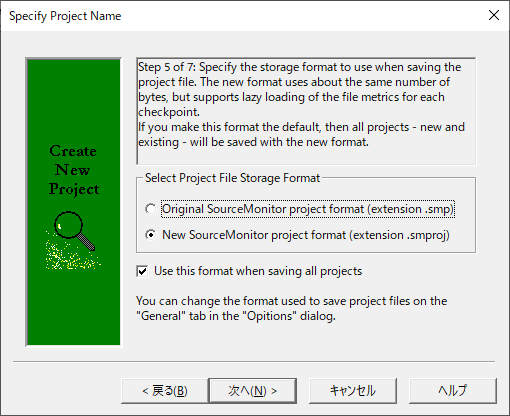 Specify Project Name
Create
New
Project
Step 5 of 7: Specify the storage format to use when saving the
project file. The new format uses about the same number of
bytes, but supports lazy loading of the file metrics for each
checkpoint.
If you make this format the default, then all projects - new and
existing - will be saved with the new format.
Select Project File Storage Format
Original SourceMonitor project format (extension .smp)
New SourceMonitor project format (extension .smproj)
Use this format when saving all projects
You can change the format used to save project files on the
"General" tab in the "Opitions" dialog.
< 戻る(B)
次へ(N) >
キャンセル
ヘルプ